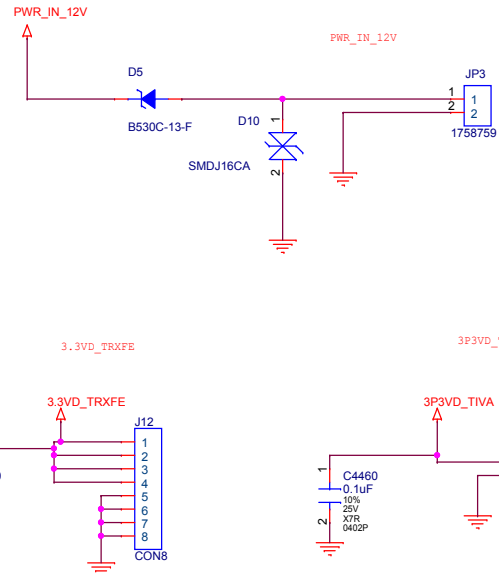 PWR_IN_12V
PWR_IN_12V
D5
JP3
1
2
1
2
B530C-13-F
D10
1
1758759
SMDJ16CA
2
3.3VD_TRXFE
3P3VD_
3.3VD_TRXFE
3P3VD_TIVA
J12
1
2
3
4
5
6
7
8
CON8
1
C4460
0.1uF
10%
25V
X7R
0402P
2